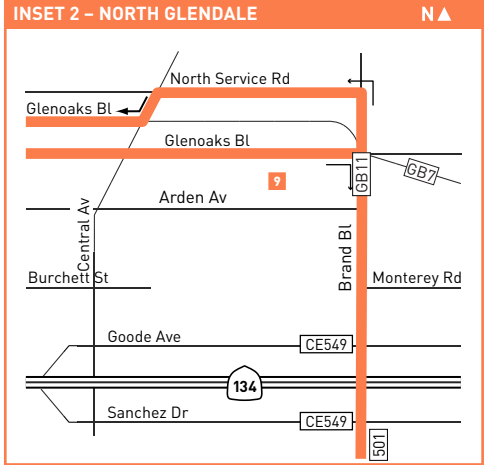 INSET 2 – NORTH GLENDALE
N
North Service Rd
Glenoaks Bl
Glenoaks Bl
GB11
GB7
9
Arden Av
Central Av
Brand Bl
Burchett St
Monterey Rd
Goode Ave
CE549
134
Sanchez Dr
CE549
501